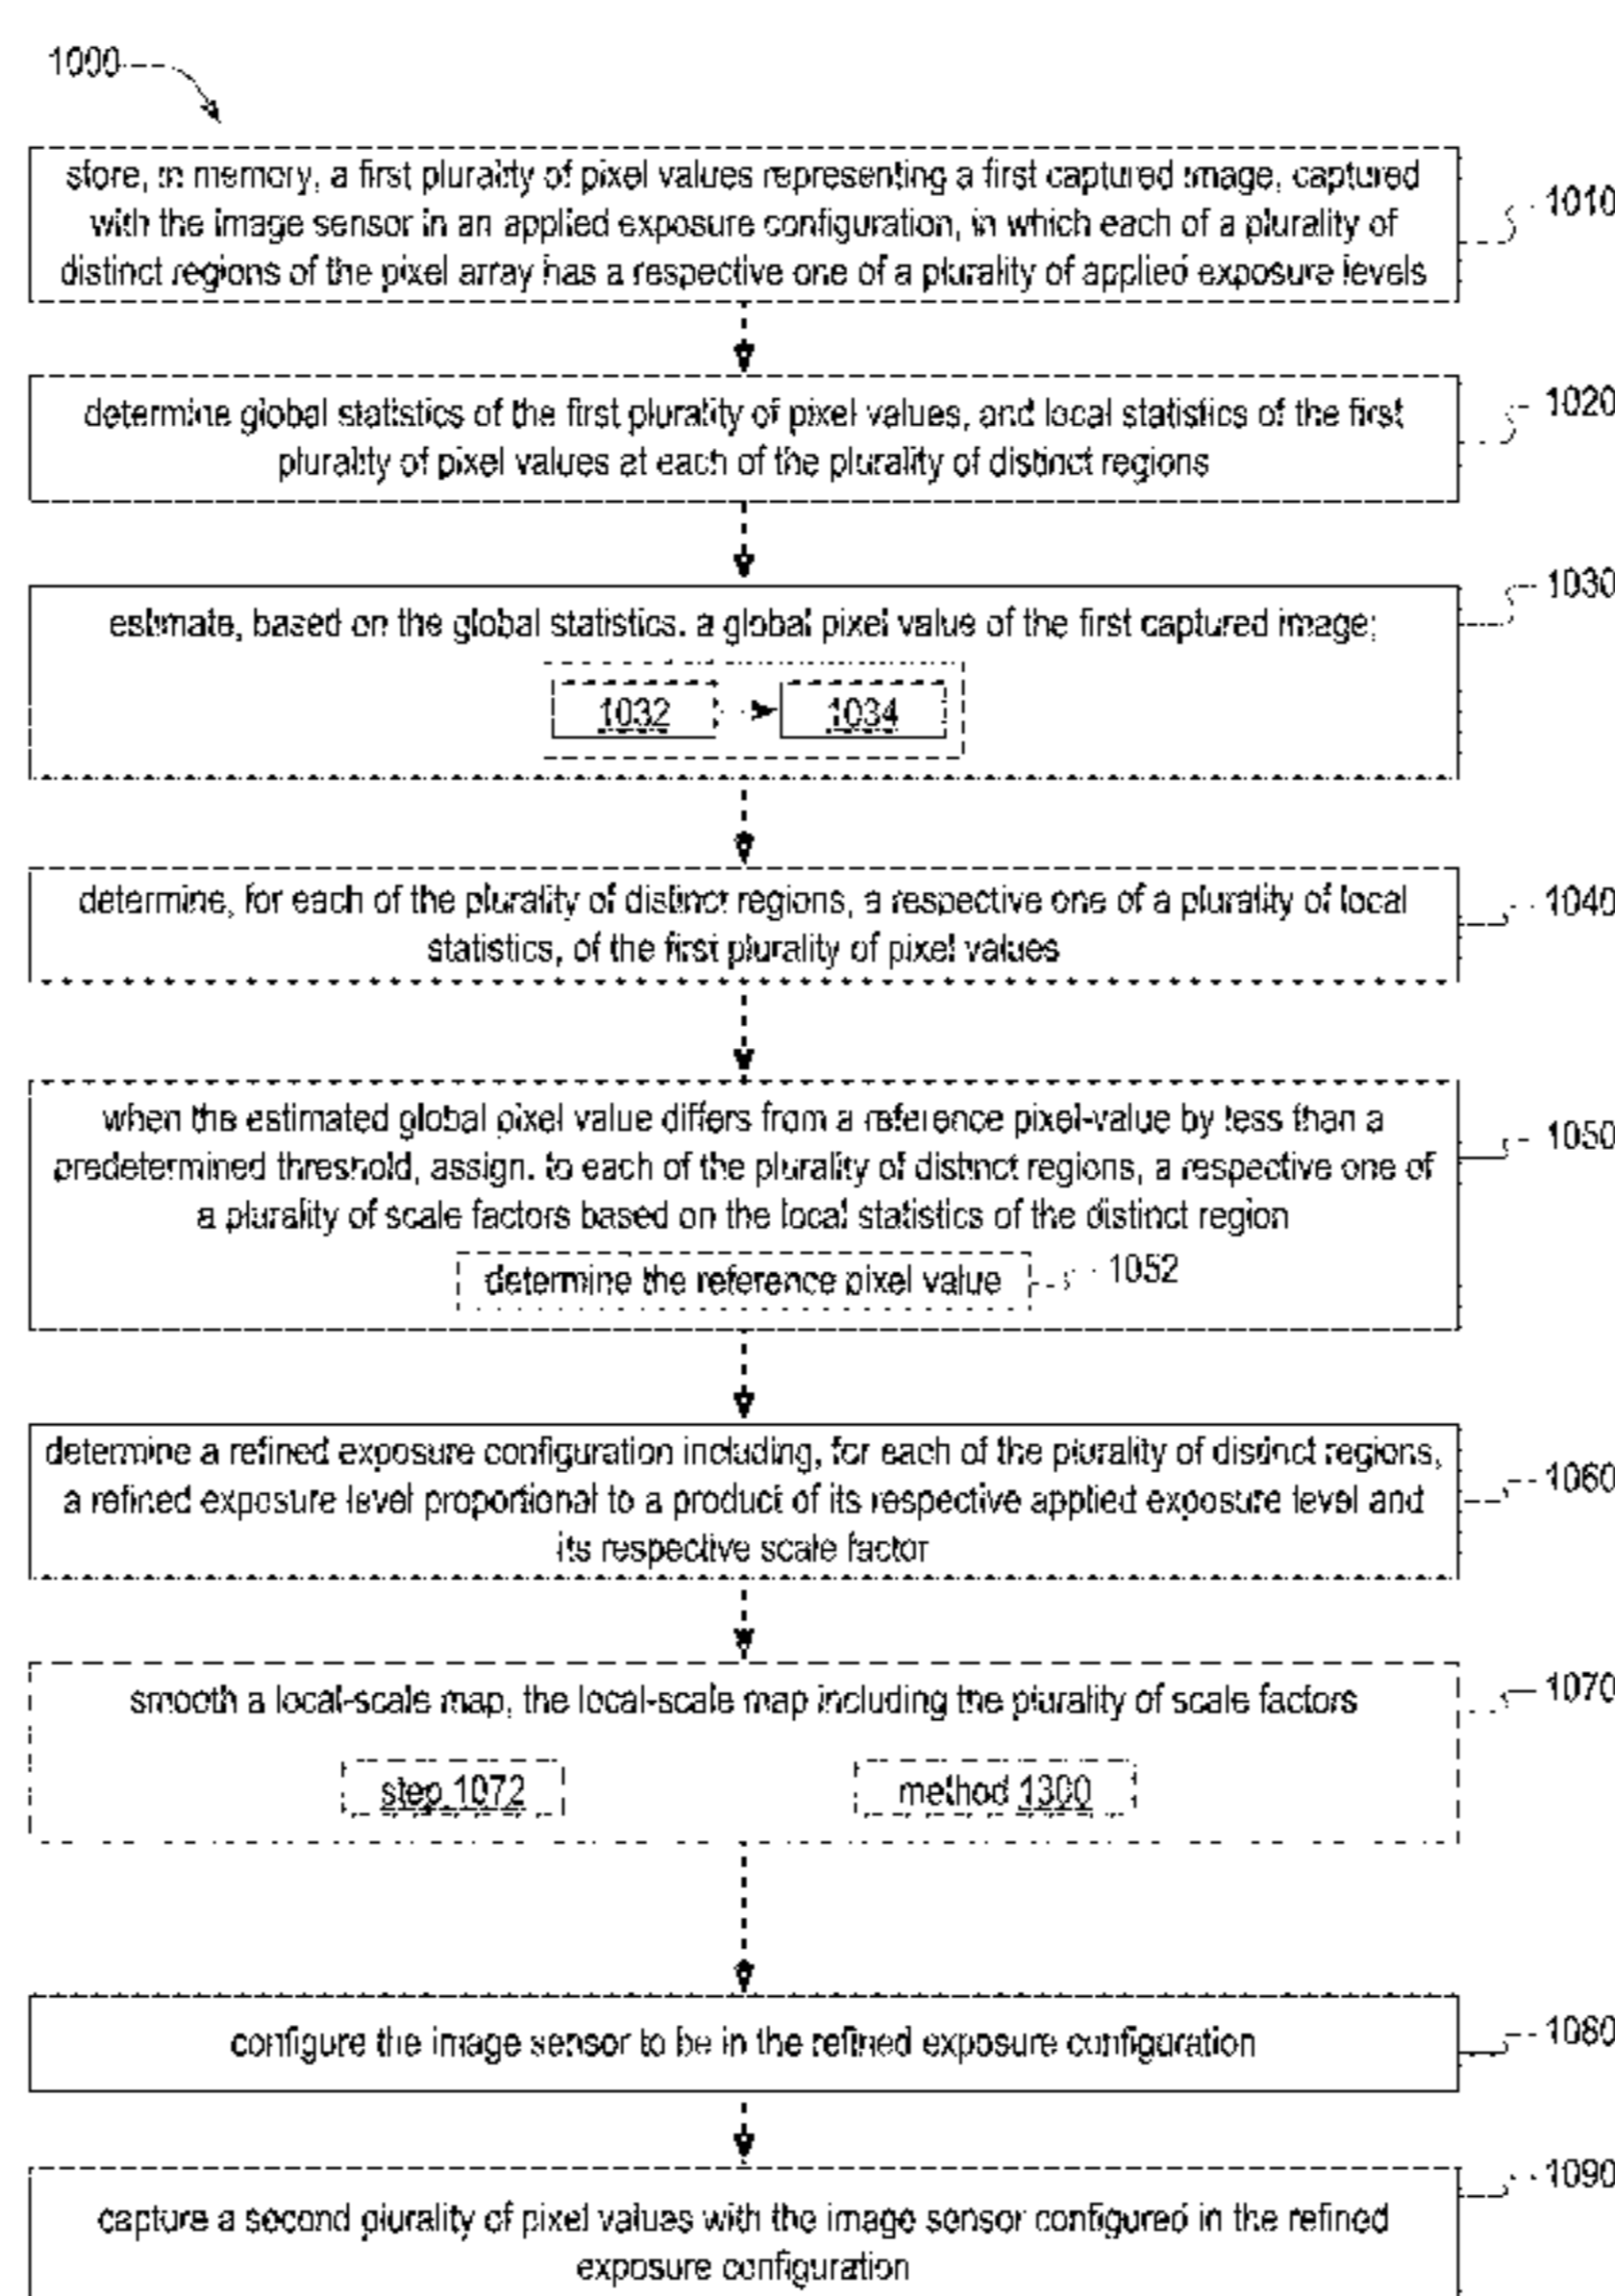 1000
store, in memory, a first plurality of pixel values representing a first captured image, captured
with the image sensor in an applied exposure configuration, in which each of a plurality of
distinct regions of the pixel array has a respective one of a plurality of applied exposure levels
1010
determine global statistics of the first plurality of pixel values, and local statistics of the first
plurality of pixel values at each of the plurality of distinct regions
1020
estimate, based on the global statistics. a global pixel value of the first captured image;
1030
1032
1034
determine, for each of the plurality of distinct regions, a respective one of a plurality of local
statistics, of the first plurality of pixel values
1040
when the estimated global pixel value differs from a reference pixel-value by less than a
predetermined threshold, assign. to each of the plurality of distinct regions, a respective one of
a plurality of scale factors based on the local statistics of the distinct region
1050
determine the reference pixel value
1052
determine a refined exposure configuration including, for each of the plurality of distinct regions,
a refined exposure level proportional to a product of its respective applied exposure level and
its respective scale factor
1060
smooth a local-scale map, the local-scale map including the plurality of scale factors
1070
step 1072
method 1300
configure the image sensor to be in the refined exposure configuration
1080
capture a second plurality of pixel values with the image sensor configured in the refined
exposure configuration
1090